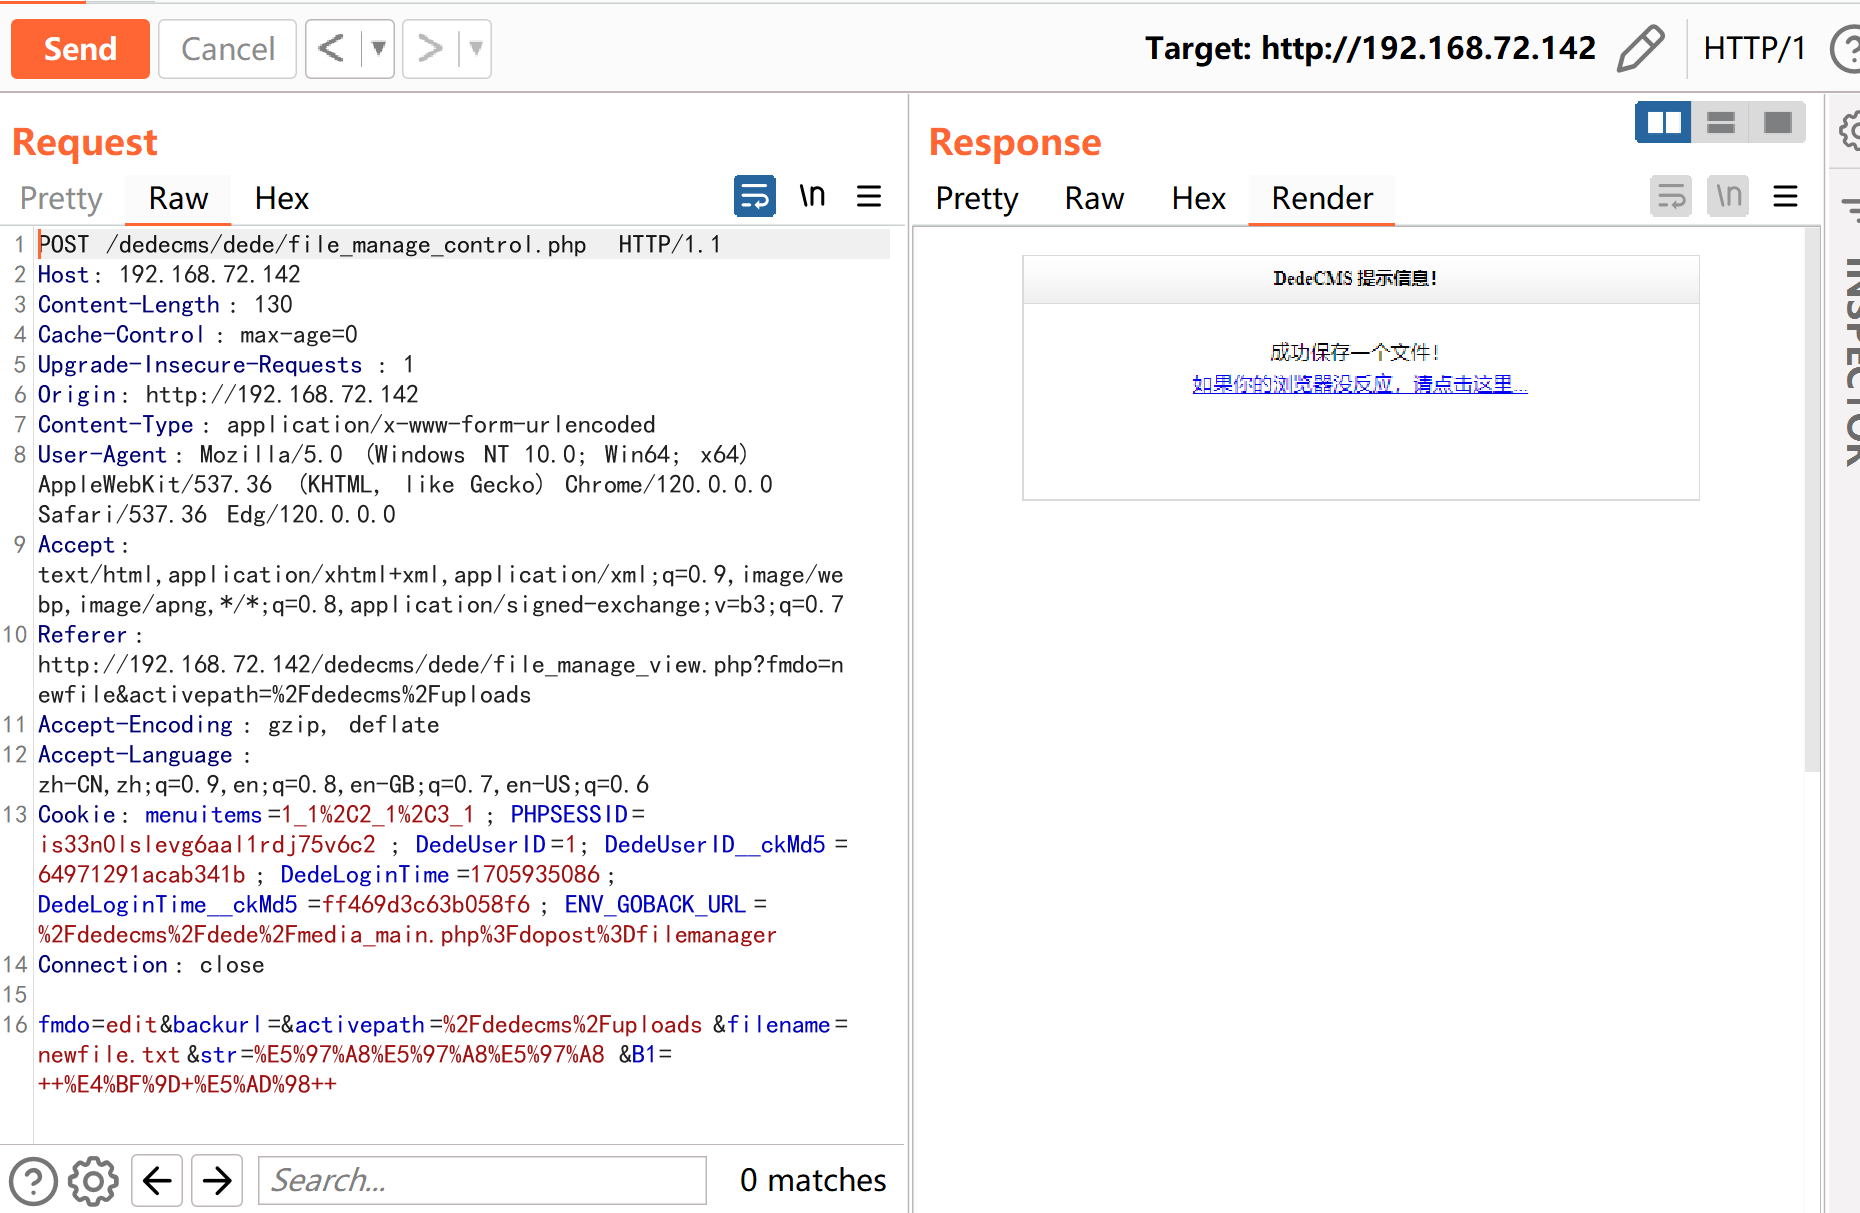 Send
Cancel
<
>
Target: http://192.168.72.142
HTTP/1
Request
Pretty
Raw
Hex
\n
1 POST /dedecms/dede/file_manage_control.php HTTP/1.1
2 Host: 192.168.72.142
3 Content-Length: 130
4 Cache-Control: max-age=0
5 Upgrade-Insecure-Requests: 1
6 Origin: http://192.168.72.142
7 Content-Type: application/x-www-form-urlencoded
8 User-Agent: Mozilla/5.0 (Windows NT 10.0; Win64; x64)
AppleWebKit/537.36 (KHTML, like Gecko) Chrome/120.0.0.0
Safari/537.36 Edg/120.0.0.0
9 Accept:
text/html,application/xhtml+xml,application/xml;q=0.9,image/we
bp,image/apng,*/*;q=0.8,application/signed-exchange;v=b3;q=0.7
10 Referer:
http://192.168.72.142/dedecms/dede/file_manage_view.php?fmdo=n
ewfile&activepath=%2Fdedecms%2Fuploads
11 Accept-Encoding: gzip, deflate
12 Accept-Language:
zh-CN,zh;q=0.9,en;q=0.8,en-GB;q=0.7,en-US;q=0.6
13 Cookie: menuitems=1_1%2C2_1%2C3_1; PHPSESSID=
is33n0lslevg6aal1rdj75v6c2; DedeUserID=1; DedeUserID__ckMd5=
64971291acab341b; DedeLoginTime=1705935086;
DedeLoginTime__ckMd5=ff469d3c63b058f6; ENV_GOBACK_URL=
%2Fdedecms%2Fdede%2Fmedia_main.php%3Fdopost%3Dfilemanager
14 Connection: close
15
16 fmdo=edit&backurl=&activepath=%2Fdedecms%2Fuploads&filename=
newfile.txt&str=%E5%97%A8%E5%97%A8%E5%97%A8&B1=
++%E4%BF%9D+%E5%AD%98++
Search...
0 matches
Response
Pretty
Raw
Hex
Render
\n
DedeCMS 提示信息!
成功保存一个文件!
如果你的浏览器没反应，请点击这里...
INSPECTOR